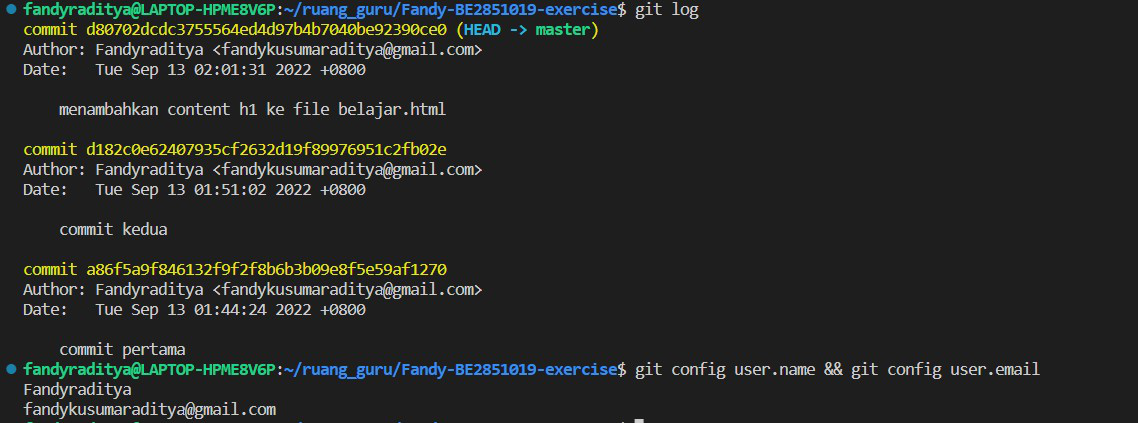 fandyraditya@LAPTOP-HPME8V6P:~/ruang_guru/Fandy-BE2851019-exercise$ git log
commit d80702dcdc3755564ed4d97b4b7040be92390ce0 (HEAD -> master)
Author: Fandyraditya <fandykusumaraditya@gmail.com>
Date:   Tue Sep 13 02:01:31 2022 +0800
menambahkan content h1 ke file belajar.html
commit d182c0e62407935cf2632d19f89976951c2fb02e
Author: Fandyraditya <fandykusumaraditya@gmail.com>
Date:   Tue Sep 13 01:51:02 2022 +0800
commit kedua
commit a86f5a9f846132f9f2f8b6b3b09e8f5e59af1270
Author: Fandyraditya <fandykusumaraditya@gmail.com>
Date:   Tue Sep 13 01:44:24 2022 +0800
commit pertama
fandyraditya@LAPTOP-HPME8V6P:~/ruang_guru/Fandy-BE2851019-exercise$ git config user.name && git config user.email
Fandyraditya
fandykusumaraditya@gmail.com